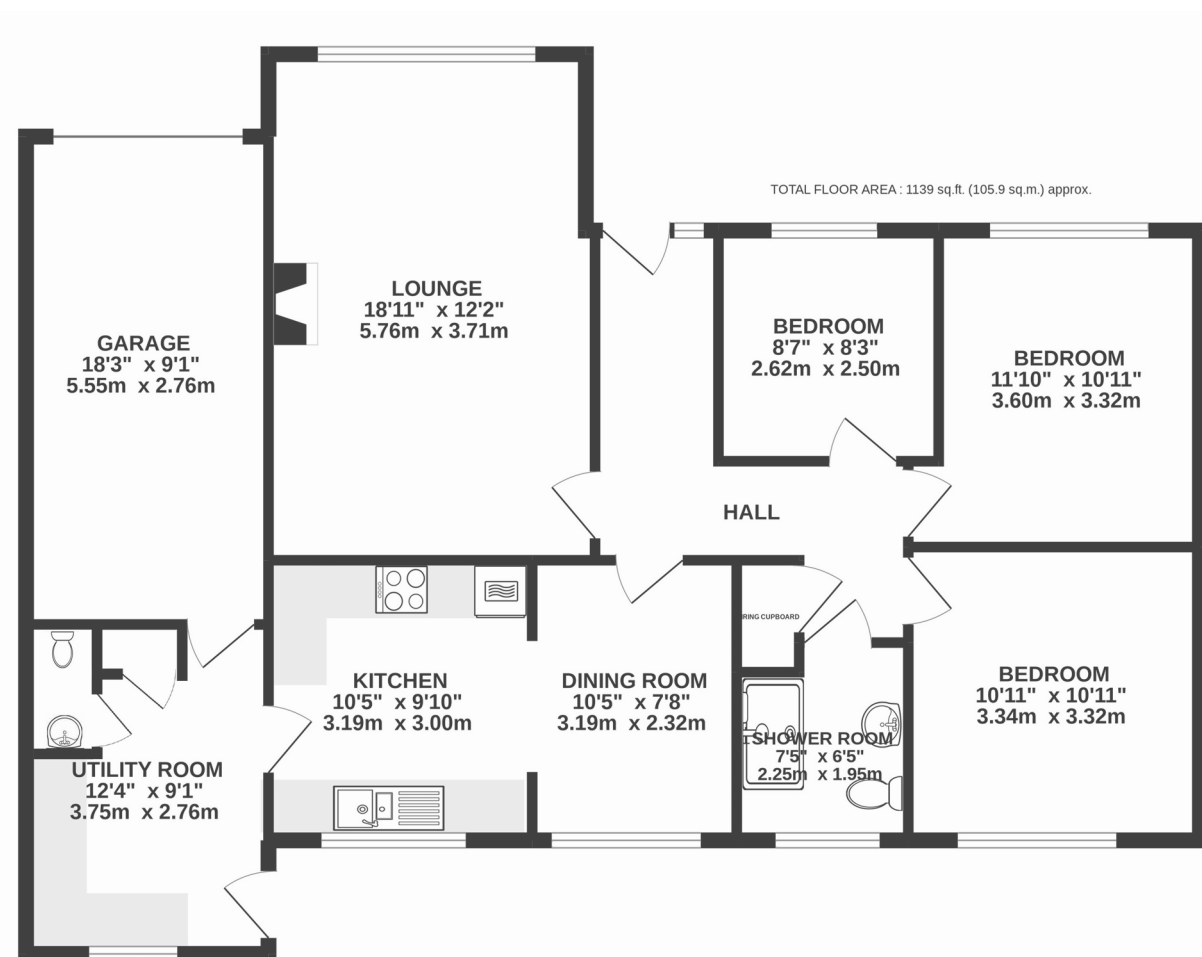 TOTAL FLOOR AREA : 1139 sq.ft. (105.9 sq.m.) approx.
LOUNGE
18'11" x 12'2"
5.76m x 3.71m
GARAGE
18'3" x 9'1"
5.55m x 2.76m
BEDROOM
8'7" x 8'3"
2.62m x 2.50m
BEDROOM
11'10" x 10'11"
3.60m x 3.32m
HALL
RING CUPBOARD
KITCHEN
10'5" x 9'10"
3.19m x 3.00m
DINING ROOM
10'5" x 7'8"
3.19m x 2.32m
BEDROOM
10'11" x 10'11"
3.34m x 3.32m
SHOWER ROOM
7'5" x 6'5"
2.25m x 1.95m
UTILITY ROOM
12'4" x 9'1"
3.75m x 2.76m